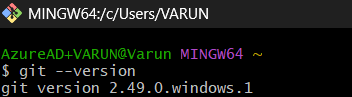 MINGW64:/c/Users/VARUN
AzureAD+VARUN@Varun MINGW64 ~
$ git --version
git version 2.49.0.windows.1